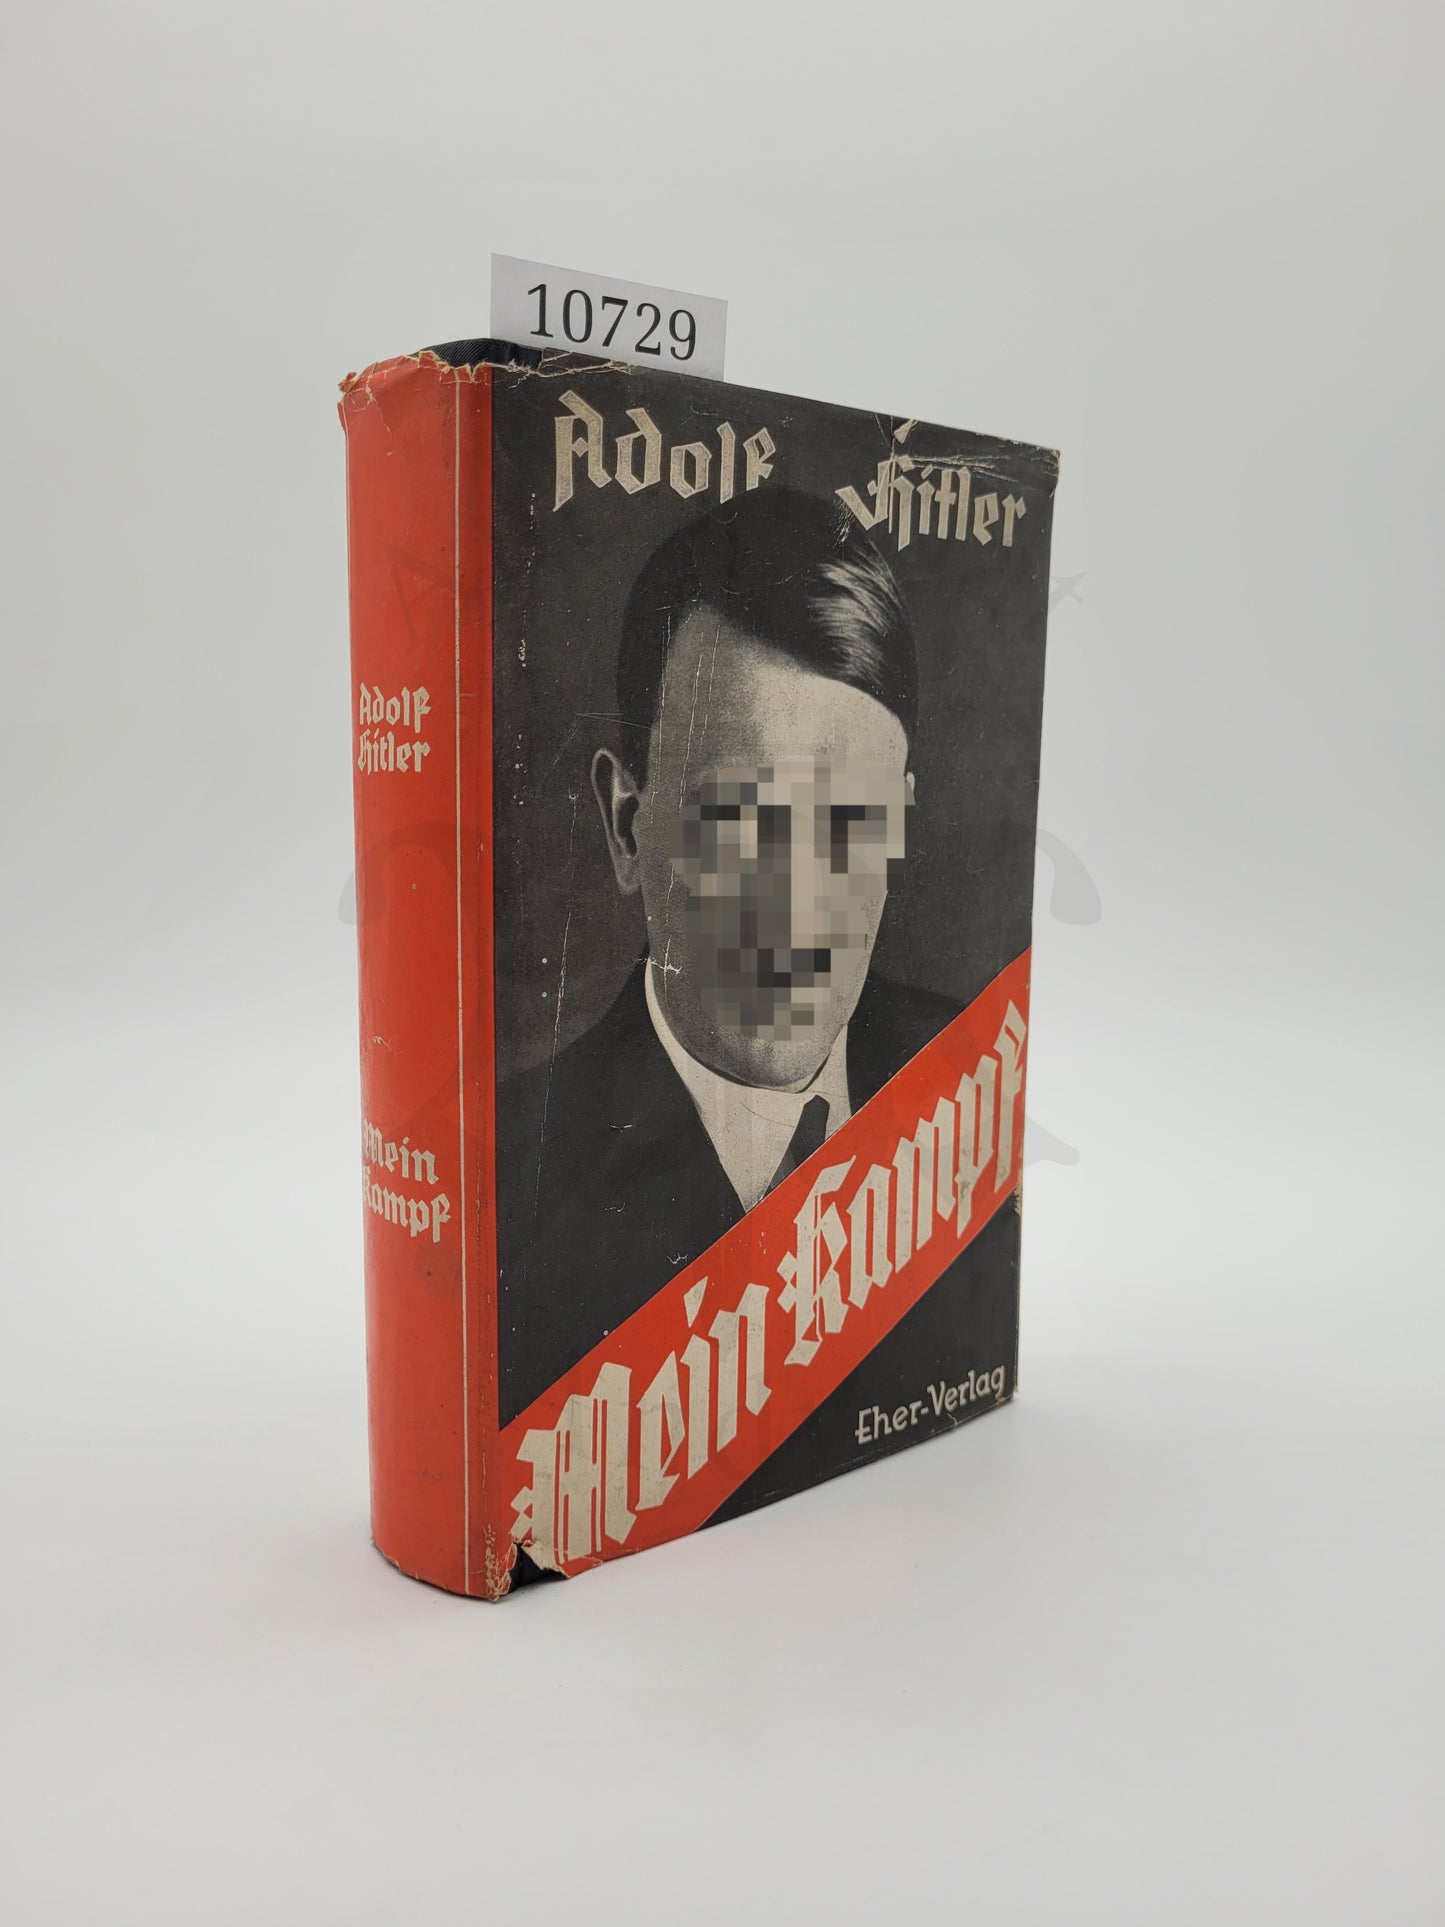 10729
Adolf Hitler
Adolf
Hitler
Mein
Kampf
Mein Kampf
Eher-Verlag